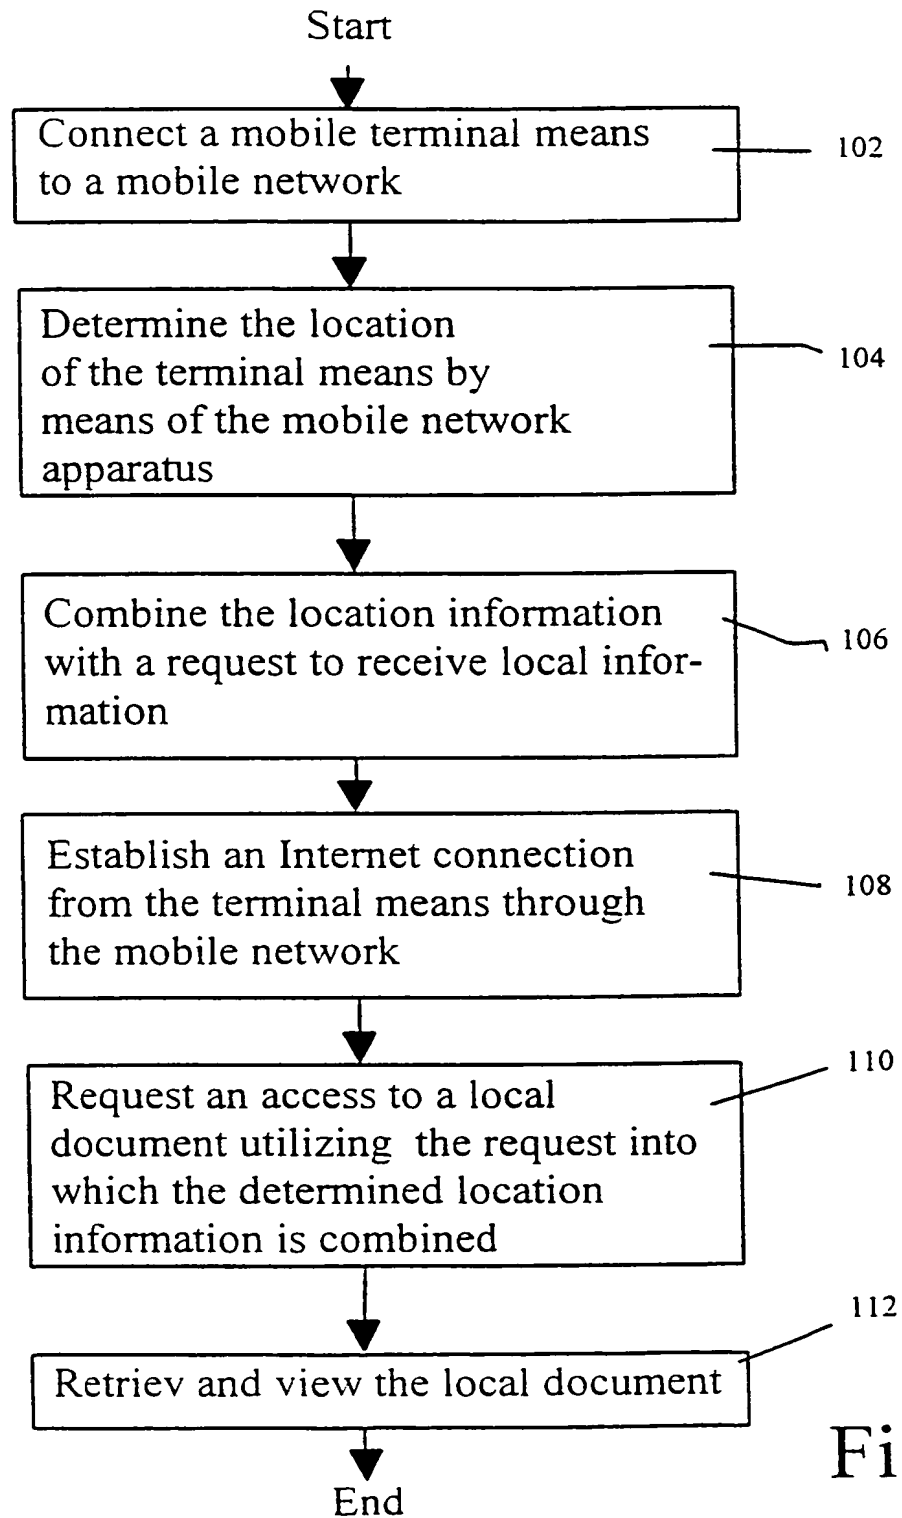 Start
Connect a mobile terminal means
to a mobile network
102
Determine the location
of the terminal means by
means of the mobile network
apparatus
104
Combine the location information
with a request to receive local infor-
mation
106
Establish an Internet connection
from the terminal means through
the mobile network
108
Request an access to a local
document utilizing the request into
which the determined location
information is combined
110
Retriev and view the local document
112
End
Fi